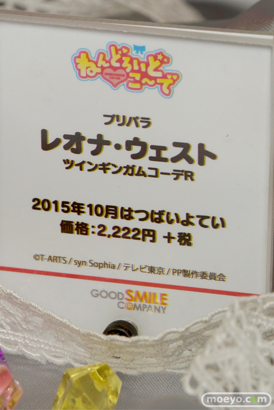 ねんどろいど
こ～で
プリパラ
レオナ・ウェスト
ツインギンガムコーデR
2015年10月はつばいよてい
価格:2,222円 +税
©T-ARTS / syn Sophia / テレビ東京 / PP製作委員会
GOOD SMILE
COMPANY
moeyo.com